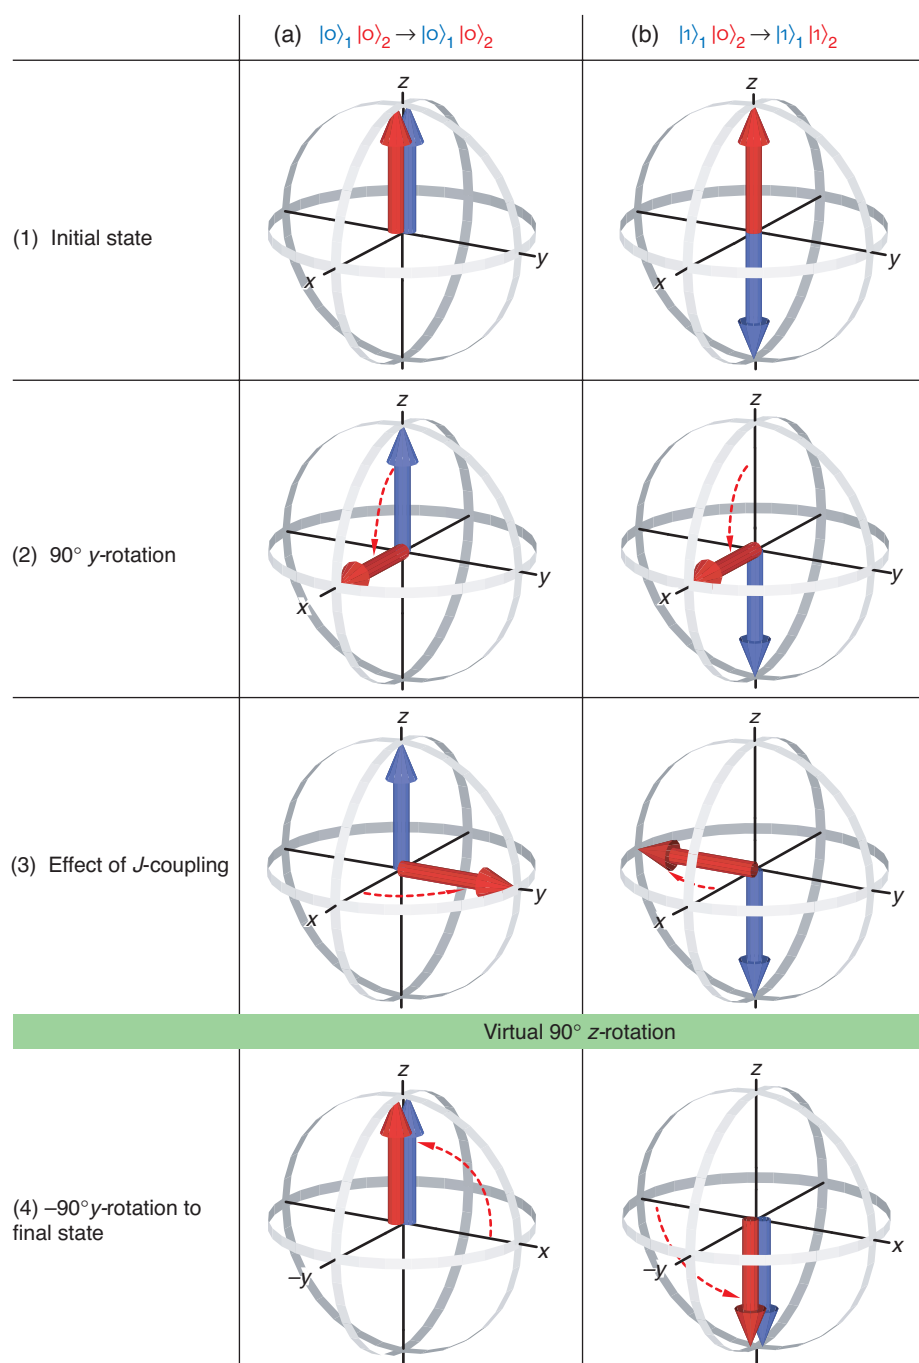 (a) |0⟩₁ |0⟩₂ → |0⟩₁ |0⟩₂
(b) |1⟩₁ |0⟩₂ → |1⟩₁ |1⟩₂
(1) Initial state
z
y
x
z
y
x
(2) 90° y-rotation
z
y
x
z
y
x
(3) Effect of J-coupling
z
y
x
z
y
x
Virtual 90° z-rotation
(4) –90°y-rotation to
final state
z
x
–y
z
x
–y